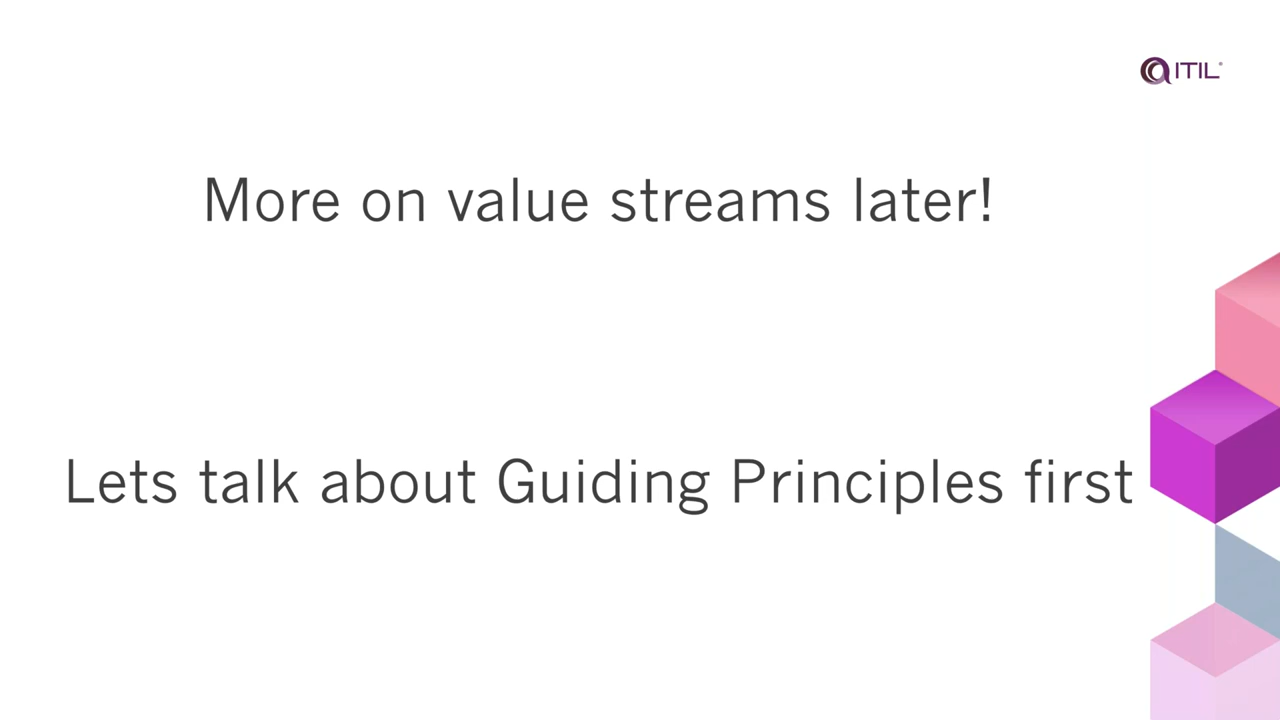 ITIL
More on value streams later!
Lets talk about Guiding Principles first